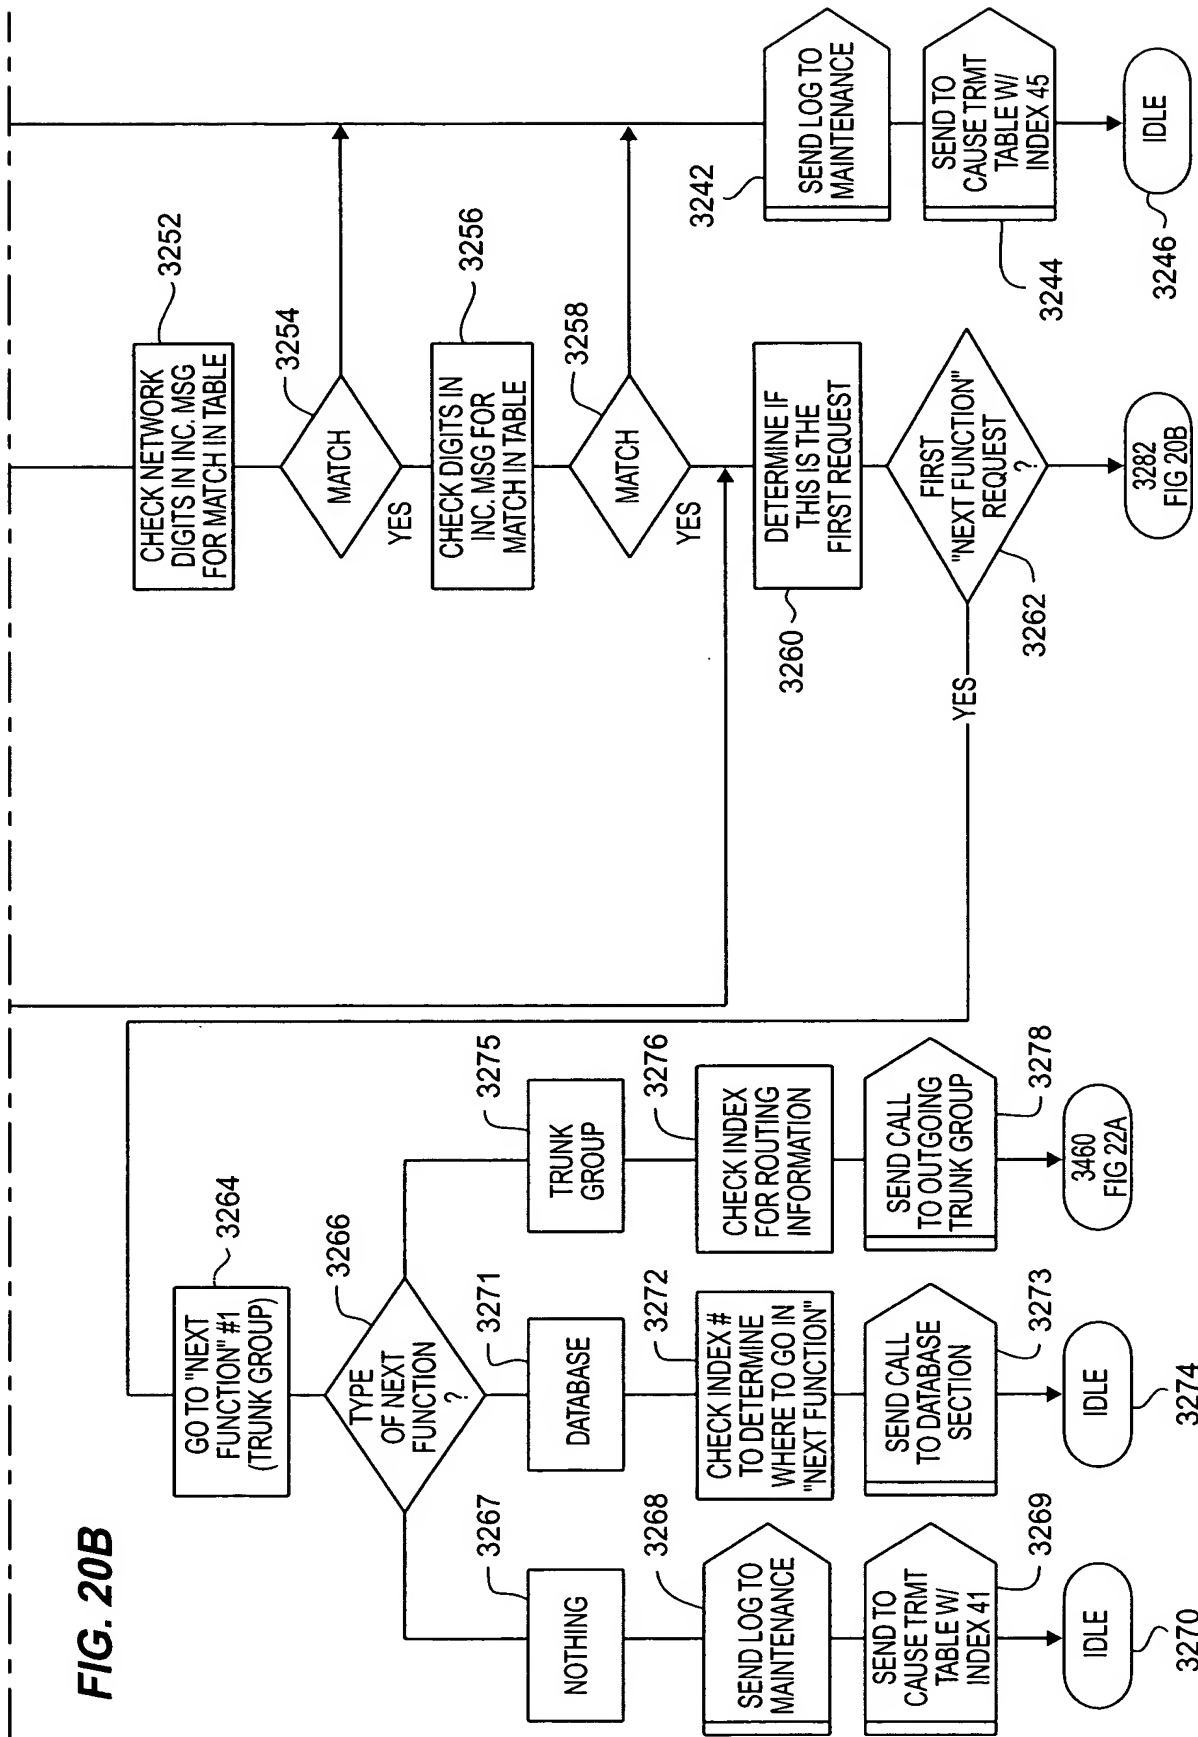 FIG. 20B
GO TO "NEXT
FUNCTION" #1
(TRUNK GROUP)
3264
TYPE
OF NEXT
FUNCTION
?
3266
NOTHING
3267
SEND LOG TO
MAINTENANCE
3268
SEND TO
CAUSE TRMT
TABLE W/
INDEX 41
3269
IDLE
3270
DATABASE
3271
CHECK INDEX #
TO DETERMINE
WHERE TO GO IN
"NEXT FUNCTION"
3272
SEND CALL
TO DATABASE
SECTION
3273
IDLE
3274
TRUNK
GROUP
3275
CHECK INDEX
FOR ROUTING
INFORMATION
3276
SEND CALL
TO OUTGOING
TRUNK GROUP
3278
3460
FIG 22A
CHECK NETWORK
DIGITS IN INC. MSG
FOR MATCH IN TABLE
3252
MATCH
3254
YES
CHECK DIGITS IN
INC. MSG FOR
MATCH IN TABLE
3256
MATCH
3258
YES
DETERMINE IF
THIS IS THE
FIRST REQUEST
3260
FIRST
"NEXT FUNCTION"
REQUEST
?
3262
YES
3282
FIG 20B
SEND LOG TO
MAINTENANCE
3242
SEND TO
CAUSE TRMT
TABLE W/
INDEX 45
3244
IDLE
3246